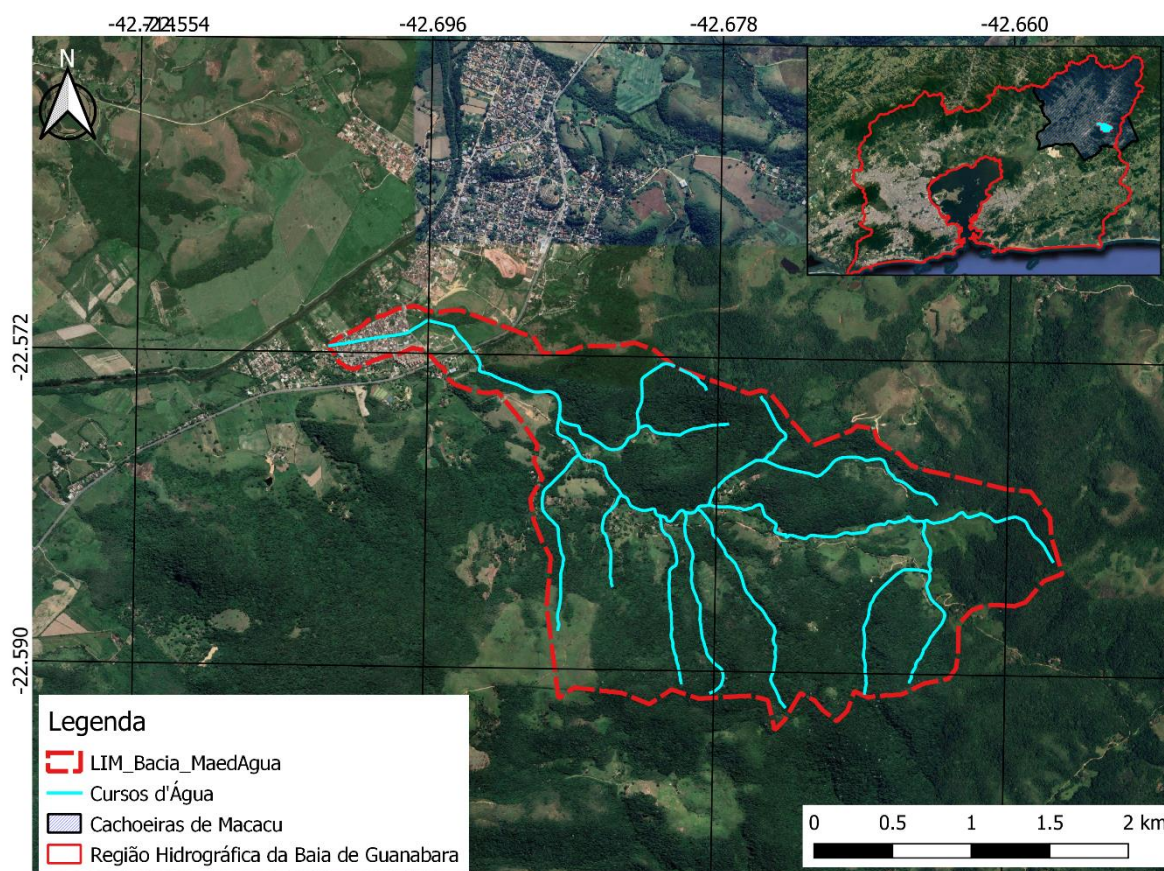 -42.696
-42.678
-42.660
N
-22.572
-22.590
Legenda
LIM_Bacia_MaedAgua
Cursos d'Água
Cachoeiras de Macacu
Região Hidrográfica da Baia de Guanabara
0 0.5 1 1.5 2 km